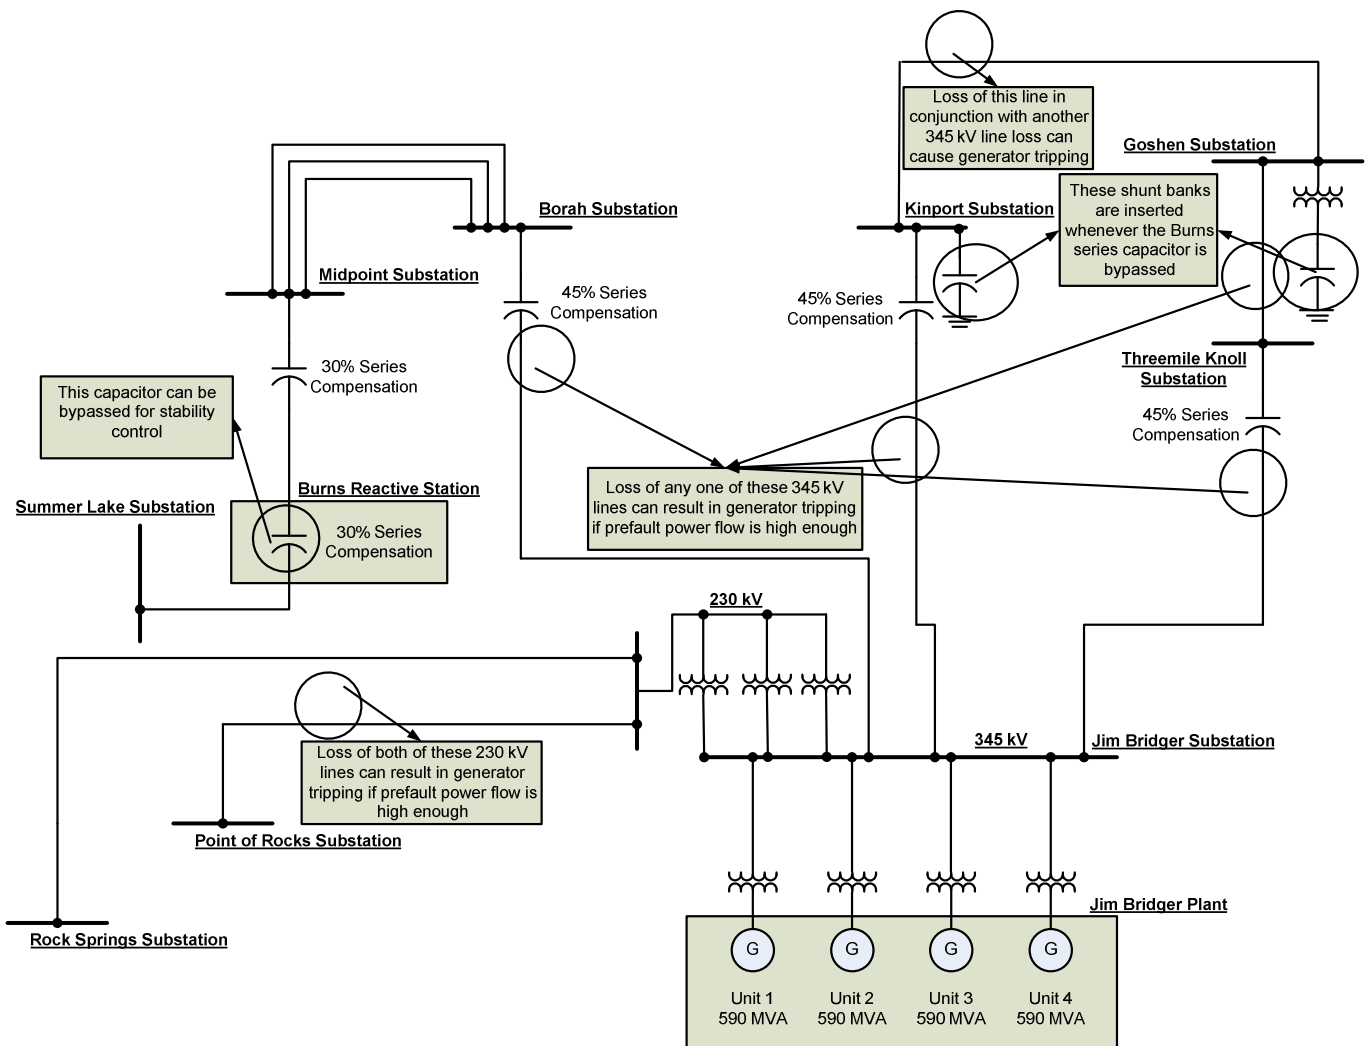 Loss of this line in
conjunction with another
345 kV line loss can
cause generator tripping
Goshen Substation
These shunt banks
are inserted
whenever the Burns
series capacitor is
bypassed
Borah Substation
Kinport Substation
Midpoint Substation
45% Series
Compensation
45% Series
Compensation
30% Series
Compensation
Threemile Knoll
Substation
This capacitor can be
bypassed for stability
control
45% Series
Compensation
Burns Reactive Station
Summer Lake Substation
30% Series
Compensation
Loss of any one of these 345 kV
lines can result in generator tripping
if prefault power flow is high enough
230 kV
345 kV
Jim Bridger Substation
Loss of both of these 230 kV
lines can result in generator
tripping if prefault power flow is
high enough
Point of Rocks Substation
Rock Springs Substation
Jim Bridger Plant
G
G
G
G
Unit 1
590 MVA
Unit 2
590 MVA
Unit 3
590 MVA
Unit 4
590 MVA